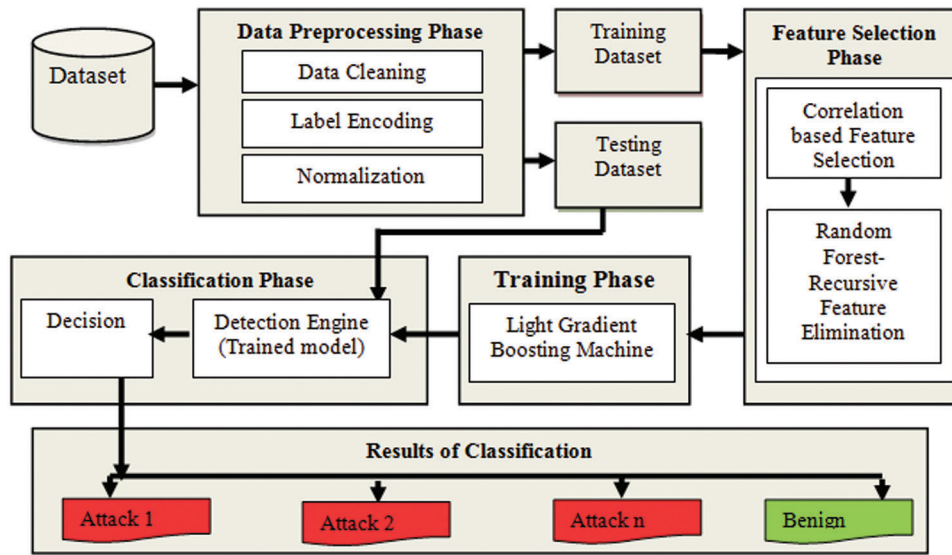 Dataset
Data Preprocessing Phase
Data Cleaning
Label Encoding
Normalization
Training
Dataset
Testing
Dataset
Feature Selection
Phase
Correlation
based Feature
Selection
Random
Forest-
Recursive
Feature
Elimination
Training Phase
Light Gradient
Boosting Machine
Classification Phase
Detection Engine
(Trained model)
Decision
Results of Classification
Attack 1
Attack 2
Attack n
Benign